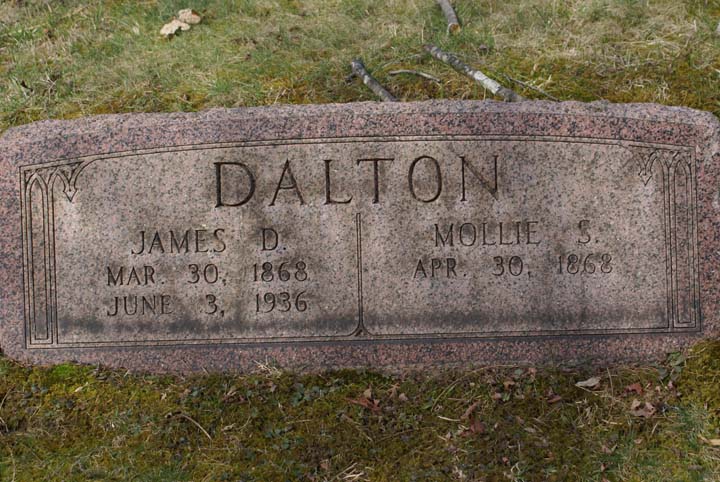 DALTON
JAMES D.
MAR. 30, 1868
JUNE 3, 1936
MOLLIE S.
APR. 30, 1868